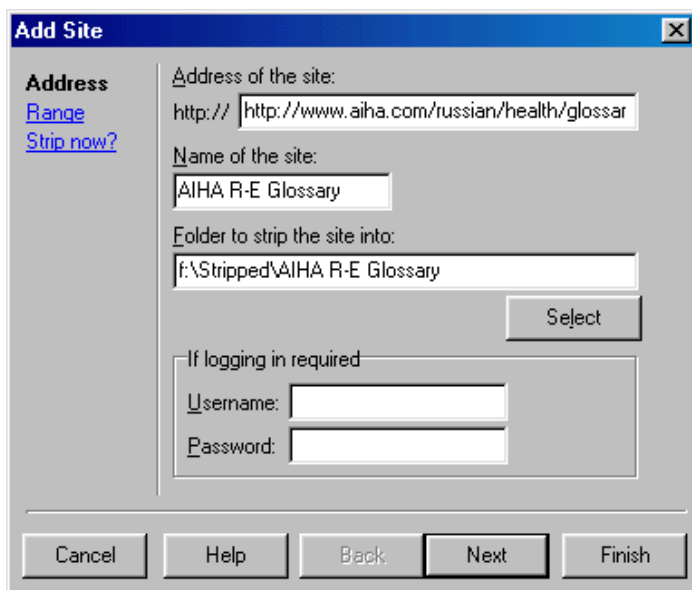 Add Site
Address
Range
Strip now?
Address of the site:
http:// http://www.aiha.com/russian/health/glossar
Name of the site:
AIHA R-E Glossary
Folder to strip the site into:
f:\Stripped\AIHA R-E Glossary
Select
If logging in required
Username:
Password:
Cancel Help Back Next Finish